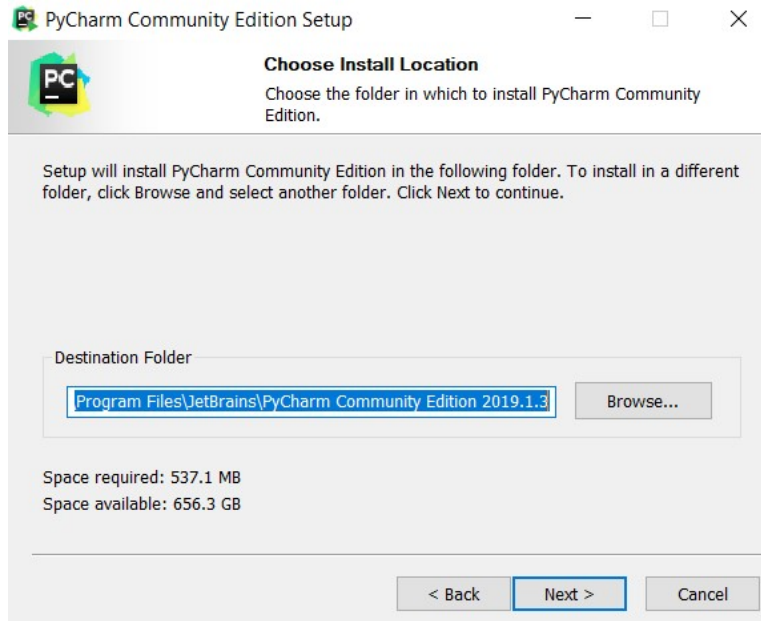 PyCharm Community Edition Setup
PC
Choose Install Location
Choose the folder in which to install PyCharm Community
Edition.
Setup will install PyCharm Community Edition in the following folder. To install in a different
folder, click Browse and select another folder. Click Next to continue.
Destination Folder
Program Files\JetBrains\PyCharm Community Edition 2019.1.3
Browse...
Space required: 537.1 MB
Space available: 656.3 GB
< Back
Next >
Cancel